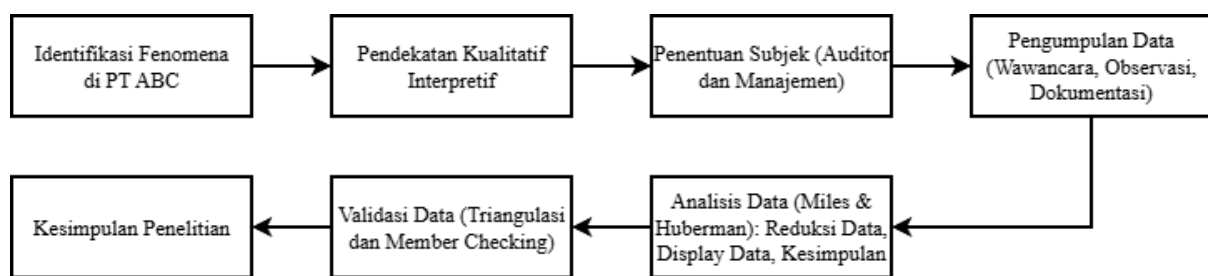 Identifikasi Fenomena
di PT ABC
Pendekatan Kualitatif
Interpretif
Penentuan Subjek (Auditor
dan Manajemen)
Pengumpulan Data
(Wawancara, Observasi,
Dokumentasi)
Analisis Data (Miles &
Huberman): Reduksi Data,
Display Data, Kesimpulan
Validasi Data (Triangulasi
dan Member Checking)
Kesimpulan Penelitian